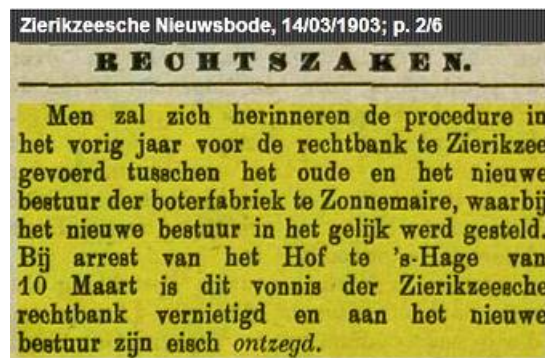 Zierikzeesche Nieuwsbode, 14/03/1903; p. 2/6
RECHTSZAKEN.
Men zal zich herinneren de procedure in
het vorig jaar voor de rechtbank te Zierikzee
gevoerd tusschen het oude en het nieuwe
bestuur der boterfabriek te Zonnemaire, waarbij
het nieuwe bestuur in het gelijk werd gesteld.
Bij arrest van het Hof te 's-Hage van
10 Maart is dit vonnis der Zierikzeesche
rechtbank vernietigd en aan het nieuwe
bestuur zijn eisch ontzegd.